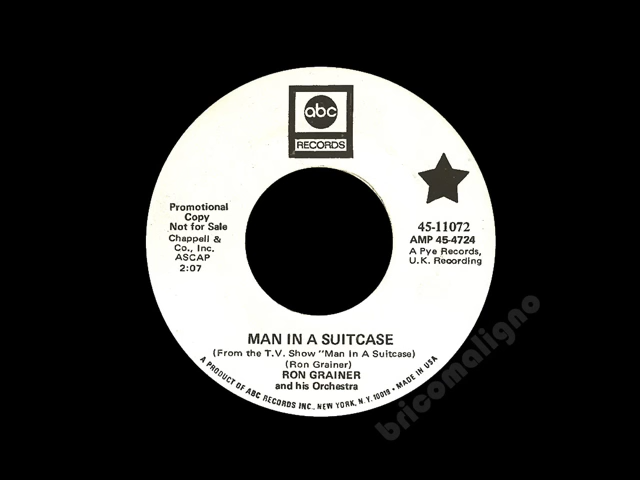 abc
RECORDS
Promotional
Copy
Not for Sale
Chappell &
Co., Inc.
ASCAP
2:07
45-11072
AMP 45-4724
A Pye Records,
U.K. Recording
MAN IN A SUITCASE
(From the T.V. Show "Man In A Suitcase)
(Ron Grainer)
RON GRAINER
and his Orchestra
A PRODUCT OF ABC RECORDS INC., NEW YORK, N.Y. 10019 • MADE IN USA
bricomaligno